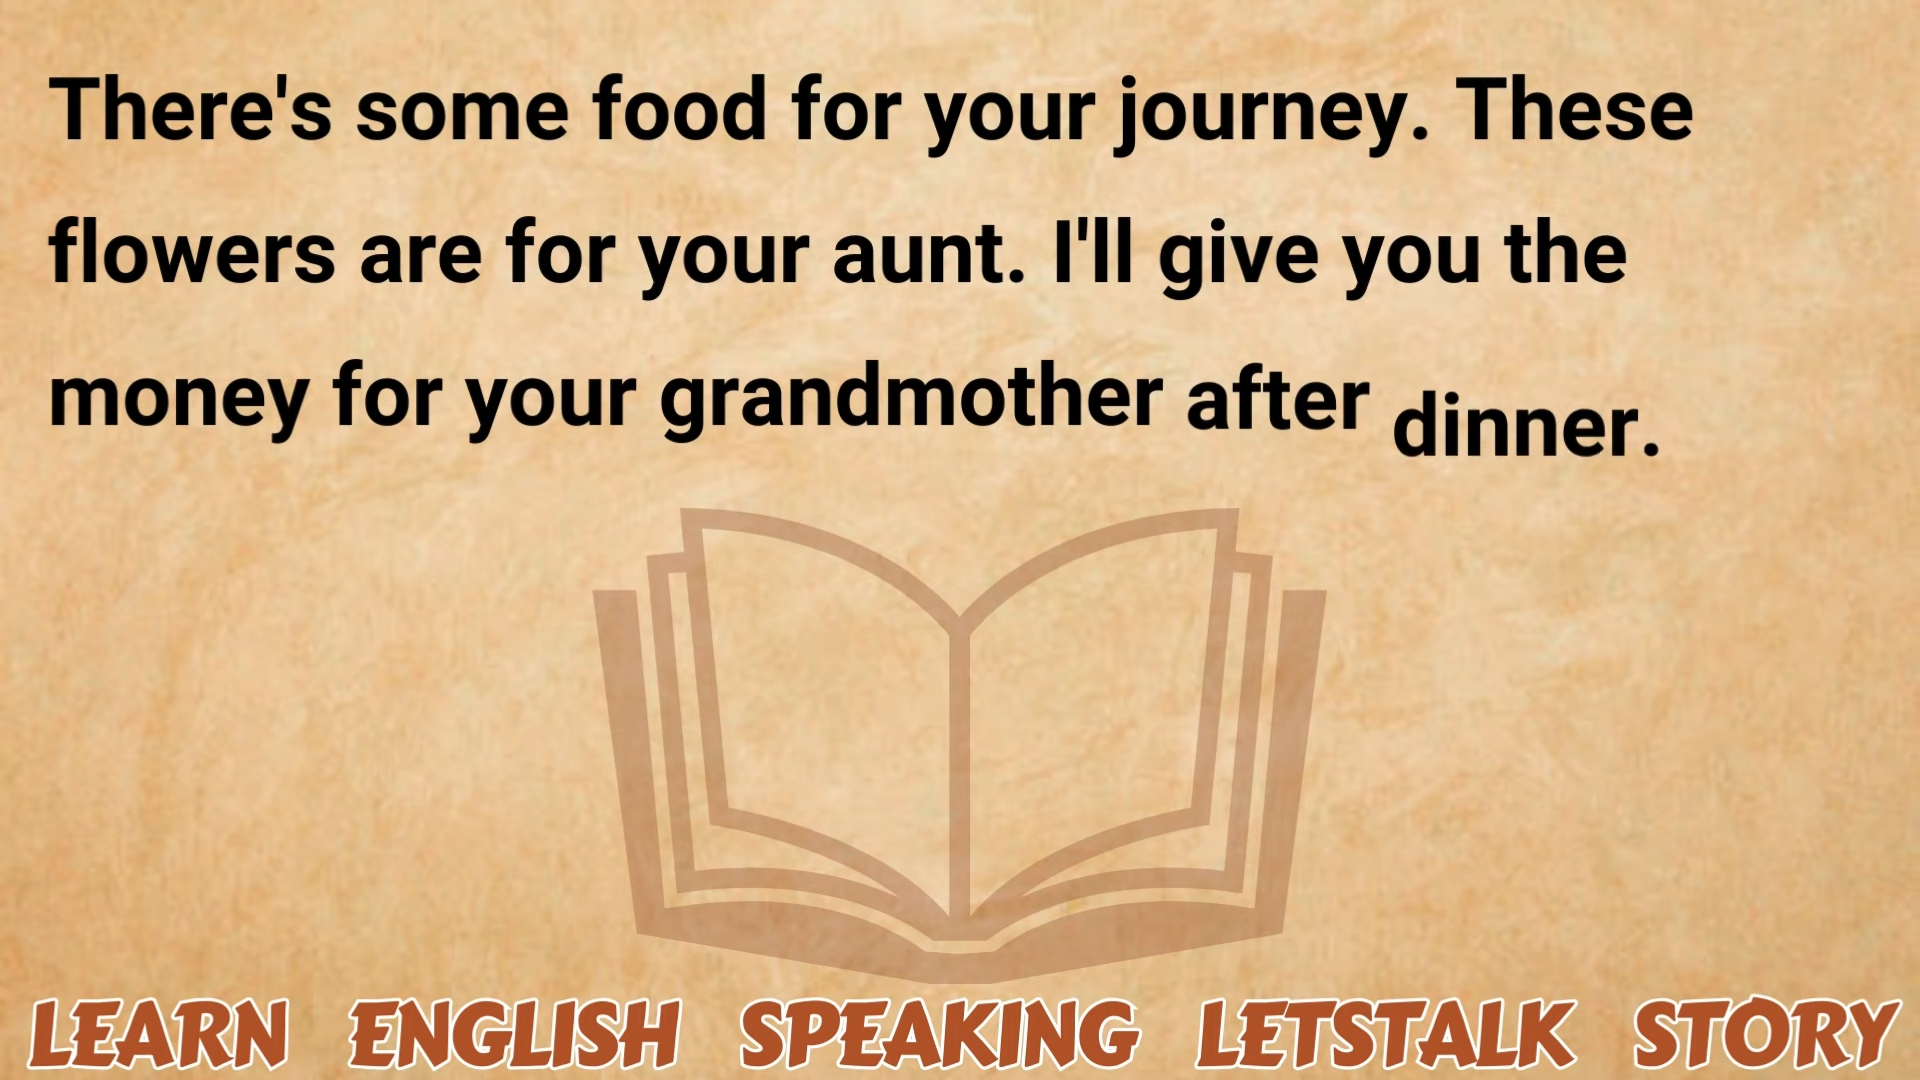 There's some food for your journey. These
flowers are for your aunt. I'll give you the
money for your grandmother after dinner.
LEARN ENGLISH SPEAKING LETSTALK STORY